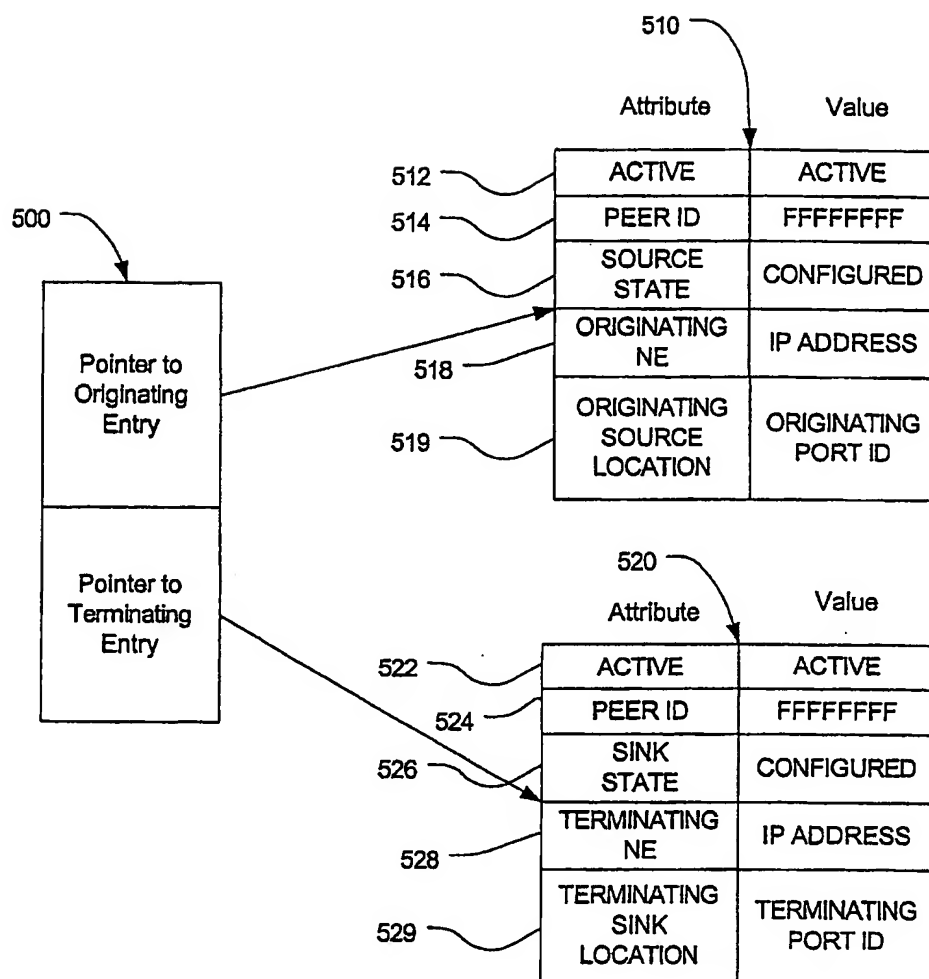 510
Attribute Value
512 ACTIVE ACTIVE
514 PEER ID FFFFFFFF
516 SOURCE STATE CONFIGURED
518 ORIGINATING NE IP ADDRESS
519 ORIGINATING SOURCE LOCATION ORIGINATING PORT ID
500
Pointer to
Originating
Entry
Pointer to
Terminating
Entry
520
Attribute Value
522 ACTIVE ACTIVE
524 PEER ID FFFFFFFF
526 SINK STATE CONFIGURED
528 TERMINATING NE IP ADDRESS
529 TERMINATING SINK LOCATION TERMINATING PORT ID